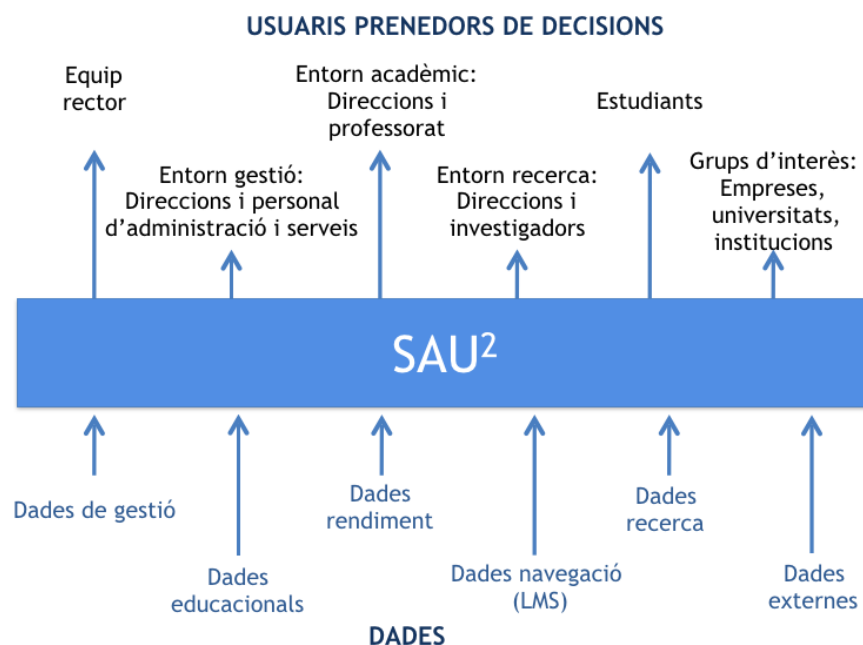 USUARIS PRENEDORS DE DECISIONS
Equip
rector
Entorn acadèmic:
Direccions i
professorat
Estudiants
Entorn gestió:
Direccions i personal
d’administració i serveis
Entorn recerca:
Direccions i
investigadors
Grups d’interès:
Empreses,
universitats,
institucions
SAU²
Dades de gestió
Dades
rendiment
Dades
recerca
Dades
educacionals
Dades navegació
(LMS)
Dades
externes
DADES